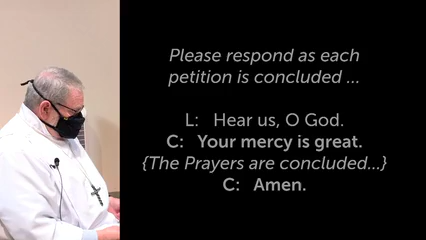 Please respond as each
petition is concluded ...
L: Hear us, O God.
C: Your mercy is great.
{The Prayers are concluded...}
C: Amen.